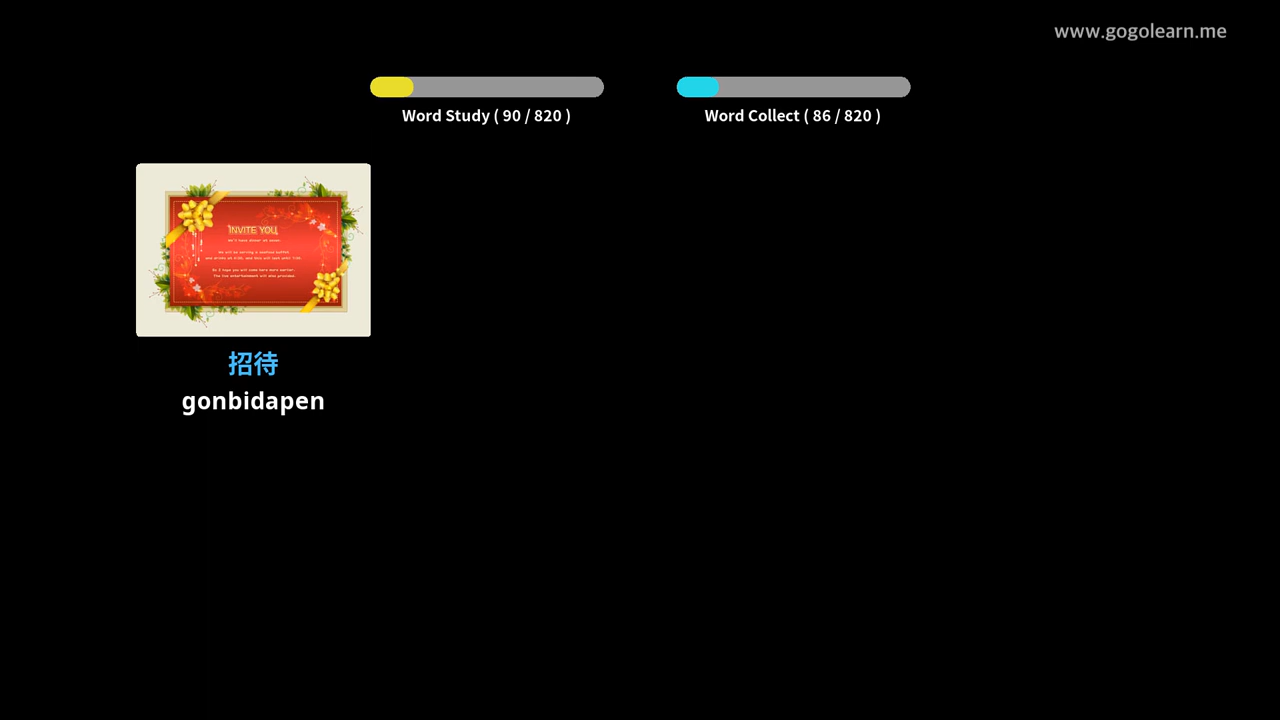 www.gogolearn.me
Word Study ( 90 / 820 )
Word Collect ( 86 / 820 )
INVITE YOU
招待
gonbidapen